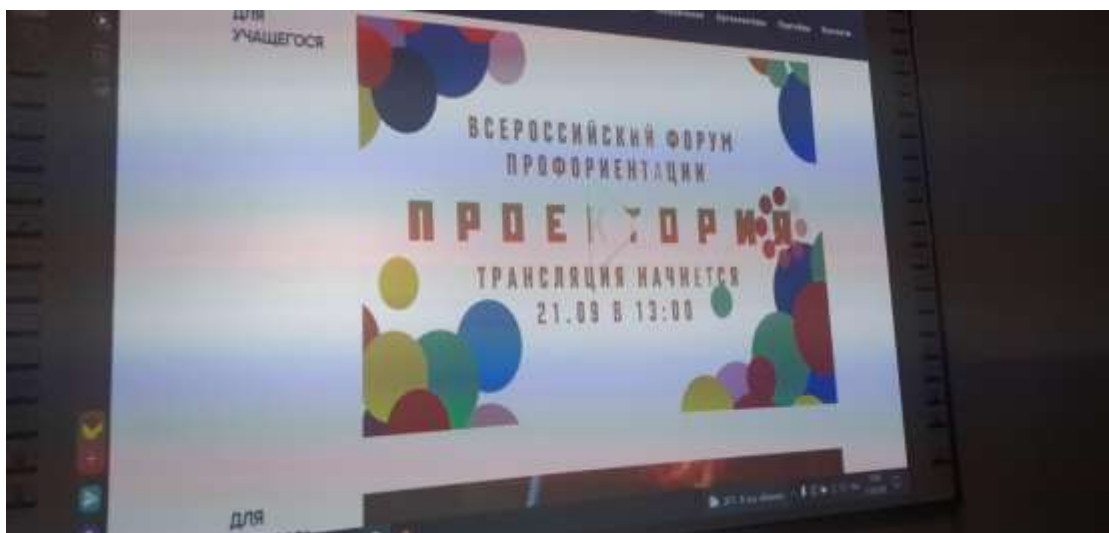 ДЛЯ
УЧАЩЕГОСЯ
ВСЕРОССИЙСКИЙ ФОРУМ
ПРОФОРИЕНТАЦИИ
ПРОЕКТОРИЯ
ТРАНСЛЯЦИЯ НАЧНЕТСЯ
21.09 В 13:00
ДЛЯ